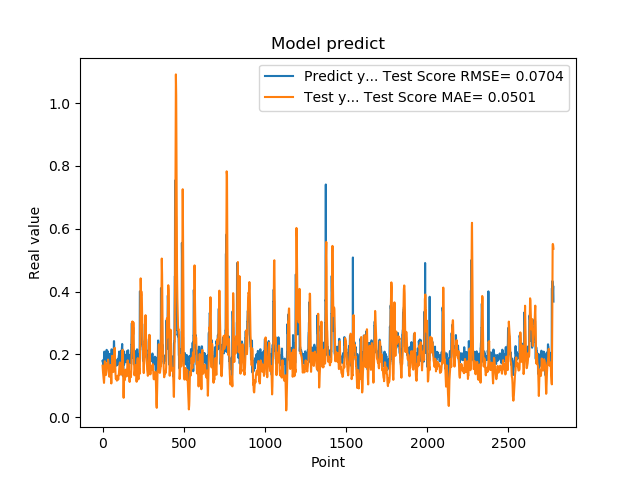 Model predict
Predict y... Test Score RMSE= 0.0704
Test y... Test Score MAE= 0.0501
Real value
1.0
0.8
0.6
0.4
0.2
0.0
0 500 1000 1500 2000 2500
Point